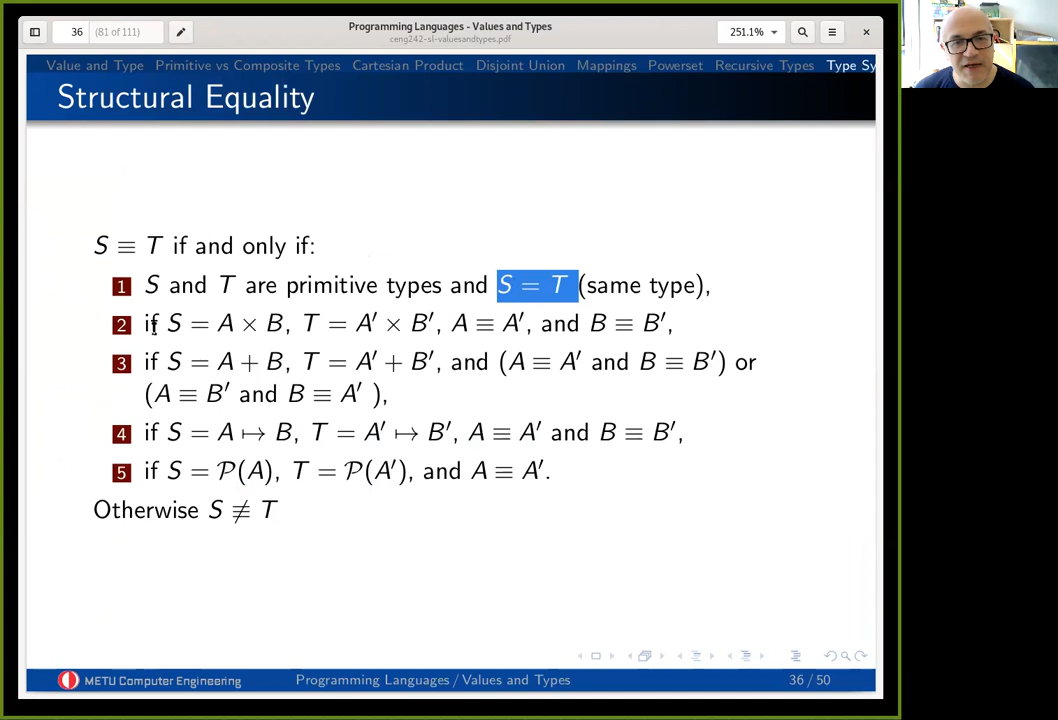 36 (81 of 111)
Programming Languages - Values and Types
ceng242-sl-valuesandtypes.pdf
251.1%
Value and Type Primitive vs Composite Types Cartesian Product Disjoint Union Mappings Powerset Recursive Types Type Sy
Structural Equality
S ≡ T if and only if:
1 S and T are primitive types and S = T (same type),
2 if S = A × B, T = A′ × B′, A ≡ A′, and B ≡ B′,
3 if S = A + B, T = A′ + B′, and (A ≡ A′ and B ≡ B′) or
(A ≡ B′ and B ≡ A′ ),
4 if S = A ↦ B, T = A′ ↦ B′, A ≡ A′ and B ≡ B′,
5 if S = 𝒫(A), T = 𝒫(A′), and A ≡ A′.
Otherwise S ≢ T
METU Computer Engineering Programming Languages / Values and Types 36 / 50